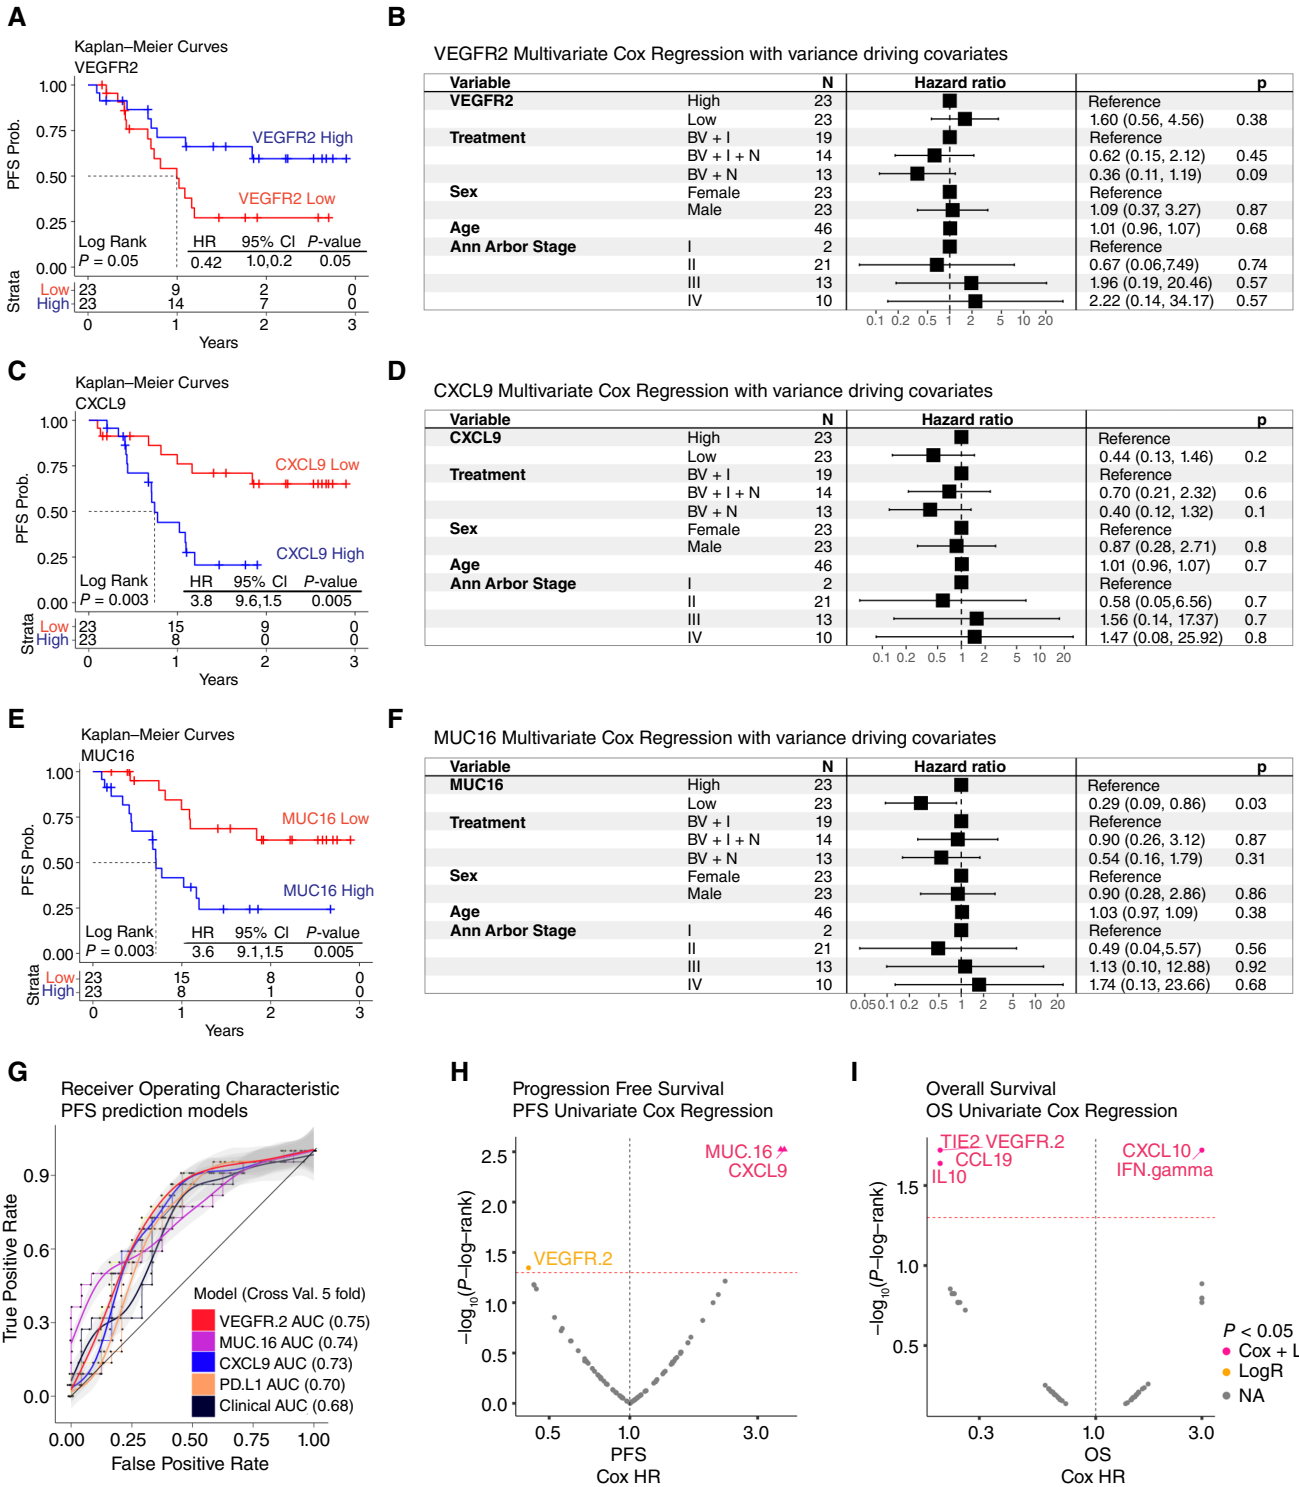 A
Kaplan–Meier Curves
VEGFR2
1.00
0.75
0.50
0.25
0.00
PFS Prob.
VEGFR2 High
VEGFR2 Low
Log Rank
P = 0.05
HR 95% CI P-value
0.42 1.0,0.2 0.05
Strata
Low 23 9 2 0
High 23 14 7 0
0 1 2 3
Years
B
VEGFR2 Multivariate Cox Regression with variance driving covariates
Variable N Hazard ratio p
VEGFR2 High 23 Reference
Low 23 1.60 (0.56, 4.56) 0.38
Treatment BV + I 19 Reference
BV + I + N 14 0.62 (0.15, 2.12) 0.45
BV + N 13 0.36 (0.11, 1.19) 0.09
Sex Female 23 Reference
Male 23 1.09 (0.37, 3.27) 0.87
Age 46 1.01 (0.96, 1.07) 0.68
Ann Arbor Stage I 2 Reference
II 21 0.67 (0.06,7.49) 0.74
III 13 1.96 (0.19, 20.46) 0.57
IV 10 2.22 (0.14, 34.17) 0.57
0.1 0.2 0.5 1 2 5 10 20
C
Kaplan–Meier Curves
CXCL9
1.00
0.75
0.50
0.25
0.00
PFS Prob.
CXCL9 Low
CXCL9 High
Log Rank
P = 0.003
HR 95% CI P-value
3.8 9.6,1.5 0.005
Strata
Low 23 15 9 0
High 23 8 0 0
0 1 2 3
Years
D
CXCL9 Multivariate Cox Regression with variance driving covariates
Variable N Hazard ratio p
CXCL9 High 23 Reference
Low 23 0.44 (0.13, 1.46) 0.2
Treatment BV + I 19 Reference
BV + I + N 14 0.70 (0.21, 2.32) 0.6
BV + N 13 0.40 (0.12, 1.32) 0.1
Sex Female 23 Reference
Male 23 0.87 (0.28, 2.71) 0.8
Age 46 1.01 (0.96, 1.07) 0.7
Ann Arbor Stage I 2 Reference
II 21 0.58 (0.05,6.56) 0.7
III 13 1.56 (0.14, 17.37) 0.7
IV 10 1.47 (0.08, 25.92) 0.8
0.1 0.2 0.5 1 2 5 10 20
E
Kaplan–Meier Curves
MUC16
1.00
0.75
0.50
0.25
0.00
PFS Prob.
MUC16 Low
MUC16 High
Log Rank
P = 0.003
HR 95% CI P-value
3.6 9.1,1.5 0.005
Strata
Low 23 15 8 0
High 23 8 1 0
0 1 2 3
Years
F
MUC16 Multivariate Cox Regression with variance driving covariates
Variable N Hazard ratio p
MUC16 High 23 Reference
Low 23 0.29 (0.09, 0.86) 0.03
Treatment BV + I 19 Reference
BV + I + N 14 0.90 (0.26, 3.12) 0.87
BV + N 13 0.54 (0.16, 1.79) 0.31
Sex Female 23 Reference
Male 23 0.90 (0.28, 2.86) 0.86
Age 46 1.03 (0.97, 1.09) 0.38
Ann Arbor Stage I 2 Reference
II 21 0.49 (0.04,5.57) 0.56
III 13 1.13 (0.10, 12.88) 0.92
IV 10 1.74 (0.13, 23.66) 0.68
0.05 0.1 0.2 0.5 1 2 5 10 20
G
Receiver Operating Characteristic
PFS prediction models
0.9
0.6
0.3
0.0
True Positive Rate
Model (Cross Val. 5 fold)
VEGFR.2 AUC (0.75)
MUC.16 AUC (0.74)
CXCL9 AUC (0.73)
PD.L1 AUC (0.70)
Clinical AUC (0.68)
0.00 0.25 0.50 0.75 1.00
False Positive Rate
H
Progression Free Survival
PFS Univariate Cox Regression
2.5
2.0
1.5
1.0
0.5
0.0
−log10(P−log−rank)
MUC.16
CXCL9
VEGFR.2
0.5 1.0 3.0
PFS
Cox HR
I
Overall Survival
OS Univariate Cox Regression
1.5
1.0
0.5
−log10(P−log−rank)
TIE2 VEGFR.2
CCL19
IL10
CXCL10
IFN.gamma
0.3 1.0 3.0
OS
Cox HR
P < 0.05
Cox + L
LogR
NA